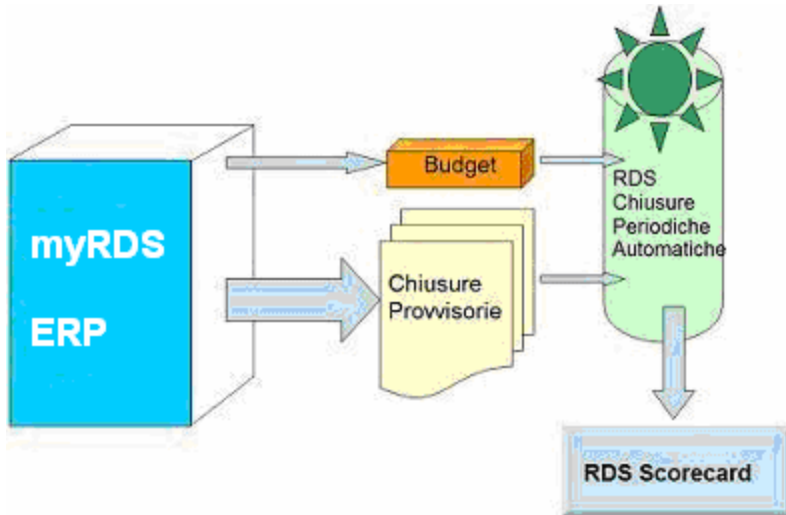 myRDS
ERP
Budget
Chiusure
Provvisorie
RDS
Chiusure
Periodiche
Automatiche
RDS Scorecard